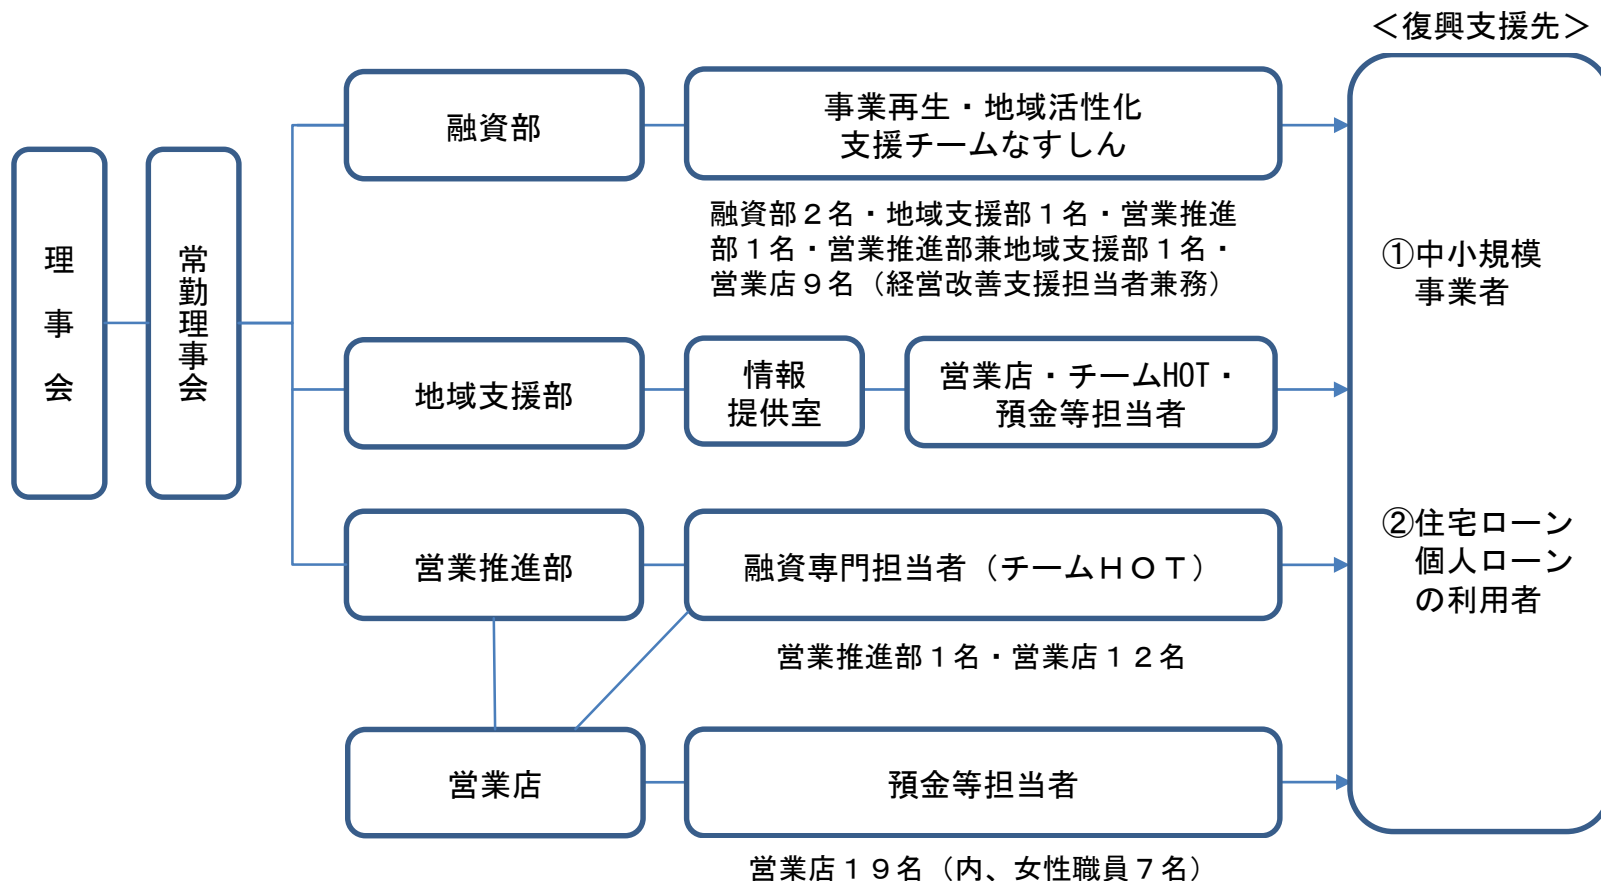 ＜復興支援先＞
理事会
常勤理事会
融資部
事業再生・地域活性化
支援チームなすしん
融資部２名・地域支援部１名・営業推進
部１名・営業推進部兼地域支援部１名・
営業店９名（経営改善支援担当者兼務）
地域支援部
情報
提供室
営業店・チームHOT・
預金等担当者
営業推進部
融資専門担当者（チームＨＯＴ）
営業推進部１名・営業店１２名
営業店
預金等担当者
営業店１９名（内、女性職員７名）
①中小規模
事業者
②住宅ローン
個人ローン
の利用者